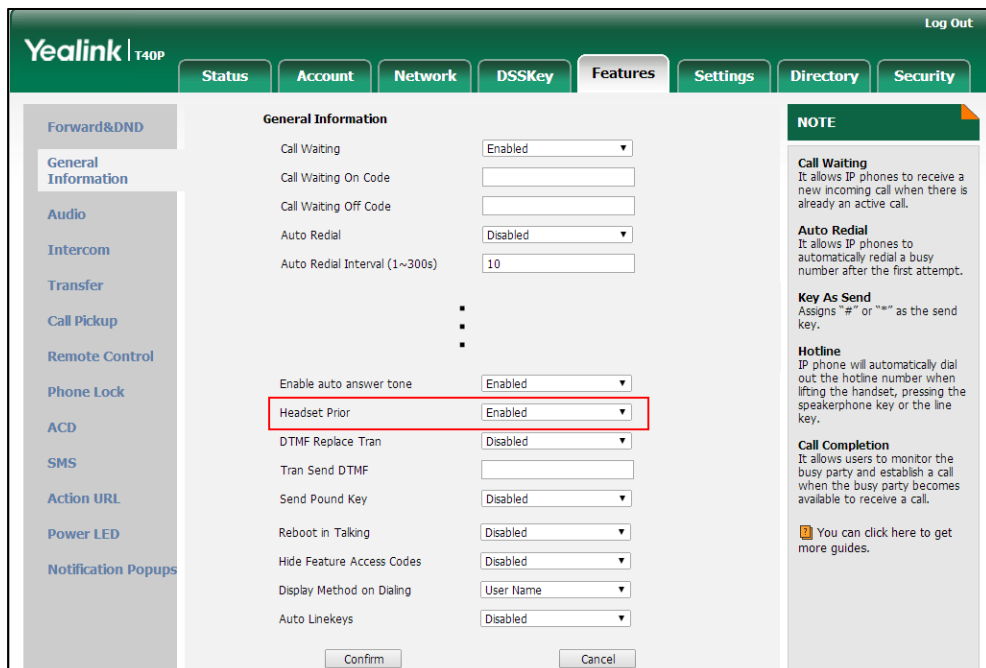 Log Out
Yealink T40P
Status Account Network DSSKey Features Settings Directory Security
Forward&DND
General
Information
Audio
Intercom
Transfer
Call Pickup
Remote Control
Phone Lock
ACD
SMS
Action URL
Power LED
Notification Popups
General Information
Call Waiting Enabled
Call Waiting On Code
Call Waiting Off Code
Auto Redial Disabled
Auto Redial Interval (1~300s) 10
Enable auto answer tone Enabled
Headset Prior Enabled
DTMF Replace Tran Disabled
Tran Send DTMF
Send Pound Key Disabled
Reboot in Talking Disabled
Hide Feature Access Codes Disabled
Display Method on Dialing User Name
Auto Linekeys Disabled
Confirm Cancel
NOTE
Call Waiting
It allows IP phones to receive a
new incoming call when there is
already an active call.
Auto Redial
It allows IP phones to
automatically redial a busy
number after the first attempt.
Key As Send
Assigns "#" or "*" as the send
key.
Hotline
IP phone will automatically dial
out the hotline number when
lifting the handset, pressing the
speakerphone key or the line
key.
Call Completion
It allows users to monitor the
busy party and establish a call
when the busy party becomes
available to receive a call.
You can click here to get
more guides.